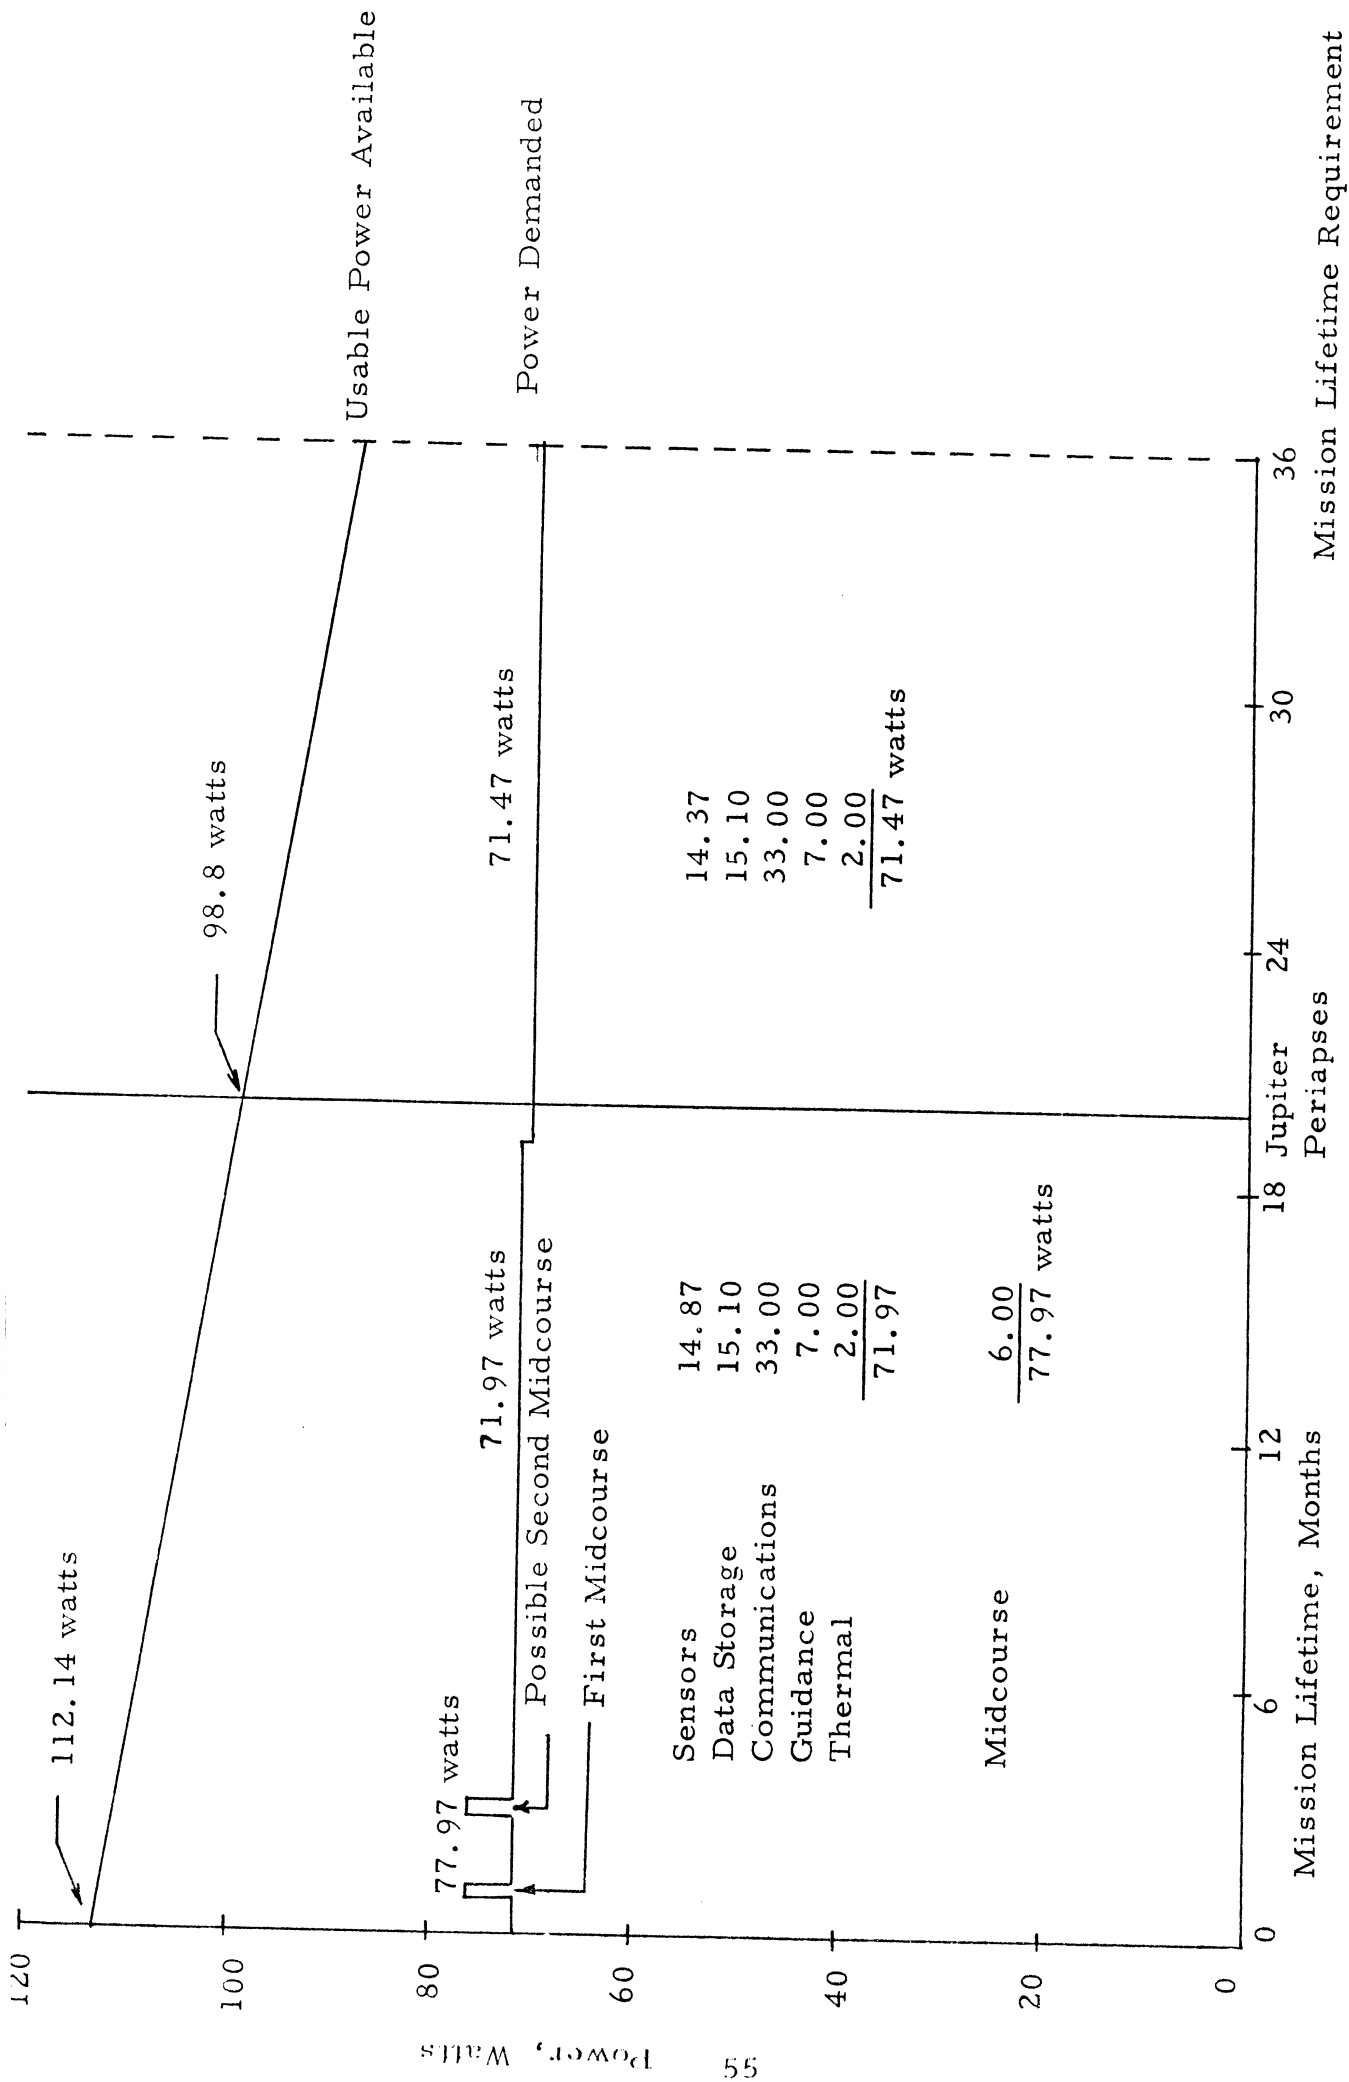 120
100
80
60
40
20
0
Power, Watts
112.14 watts
98.8 watts
Usable Power Available
77.97 watts
71.97 watts
71.47 watts
Power Demanded
Possible Second Midcourse
First Midcourse
Sensors 14.87 14.37
Data Storage 15.10 15.10
Communications 33.00 33.00
Guidance 7.00 7.00
Thermal 2.00 2.00
71.97 71.47 watts
Midcourse 6.00
77.97 watts
0 6 12 18 Jupiter 24 30 36
Periapses
Mission Lifetime, Months
Mission Lifetime Requirement
55